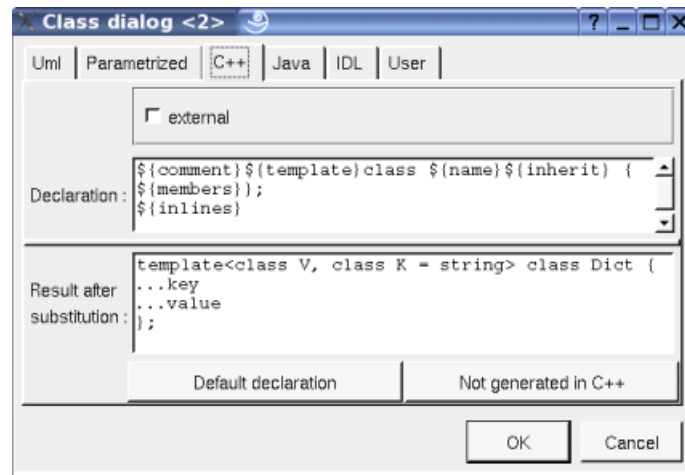 Class dialog <2>
Uml Parametrized C++ Java IDL User
external
Declaration :
${comment}${template}class ${name}${inherit} {
${members}};
${inlines}
Result after
substitution :
template<class V, class K = string> class Dict {
...key
...value
};
Default declaration Not generated in C++
OK Cancel